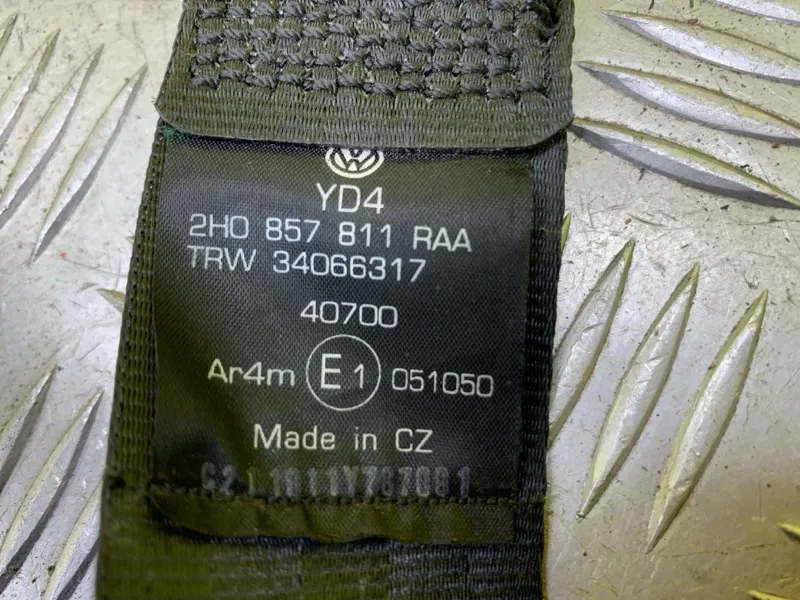 YD4
2H0 857 811 RAA
TRW 34066317
40700
Ar4m E1 051050
Made in CZ